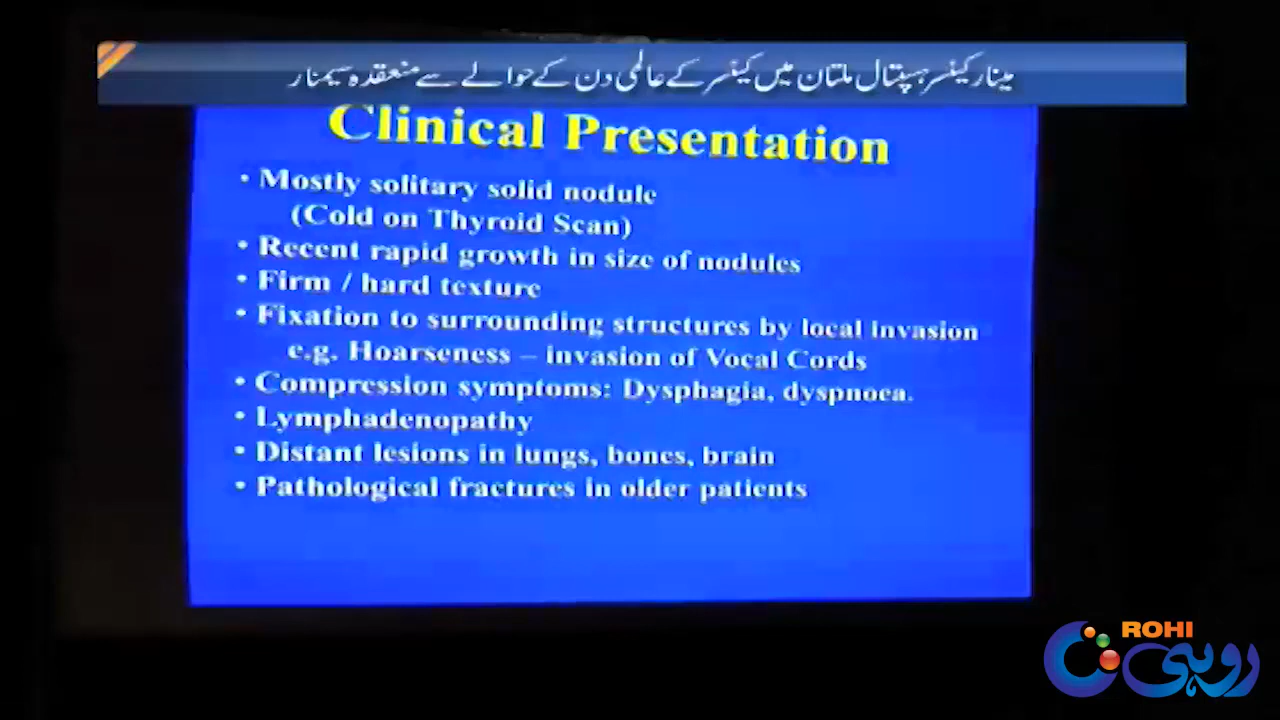 مینار کینسر ہسپتال ملتان میں کینسر کے عالمی دن کے حوالے سے منعقدہ سیمینار
Clinical Presentation
• Mostly solitary solid nodule
(Cold on Thyroid Scan)
• Recent rapid growth in size of nodules
• Firm / hard texture
• Fixation to surrounding structures by local invasion
e.g. Hoarseness – invasion of Vocal Cords
• Compression symptoms: Dysphagia, dyspnoea.
• Lymphadenopathy
• Distant lesions in lungs, bones, brain
• Pathological fractures in older patients
ROHI
روہی